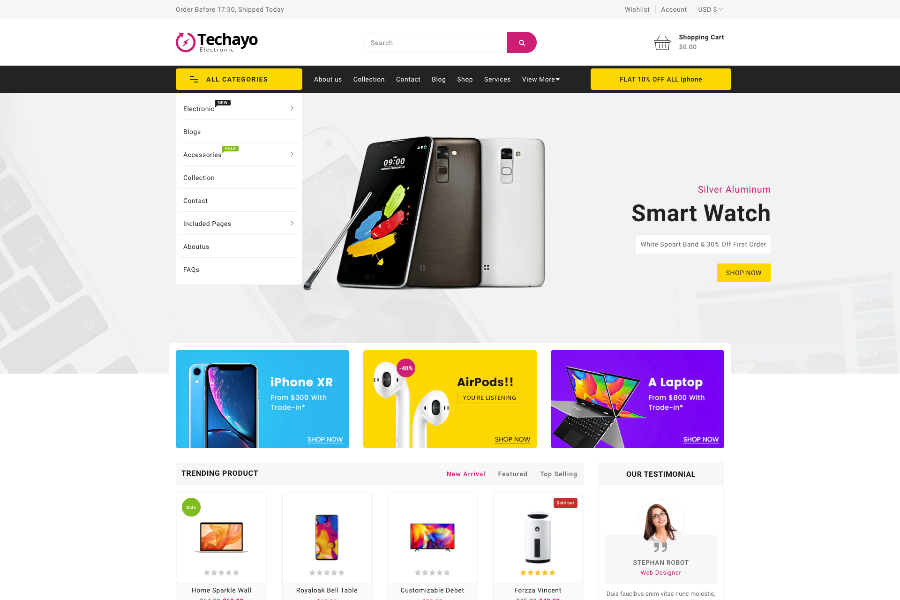 Order Before 17:30, Shipped Today
Wishlist
Account
USD $
Techayo
Electronic
Search
Shopping Cart
$0.00
ALL CATEGORIES
About us
Collection
Contact
Blog
Shop
Services
View More
FLAT 10% OFF ALL Iphone
Electronic
NEW
Blogs
Accessories
SALE
Collection
Contact
Included Pages
Aboutus
FAQs
09:00
Silver Aluminum
Smart Watch
White Spoart Band & 30% Off First Order
SHOP NOW
iPhone XR
From $300 With
Trade-in*
SHOP NOW
-40%
AirPods!!
YOU'RE LISTENING
SHOP NOW
A Laptop
From $800 With
Trade-in*
SHOP NOW
TRENDING PRODUCT
New Arrival
Featured
Top Selling
OUR TESTIMONIAL
Sale
Sold out
Home Sparkle Wall
Royaloak Bell Table
Customizable Debet
Forzza Vincent
STEPHAN ROBOT
Web Designer
Duis faucibus enim vitae nunc molestie,